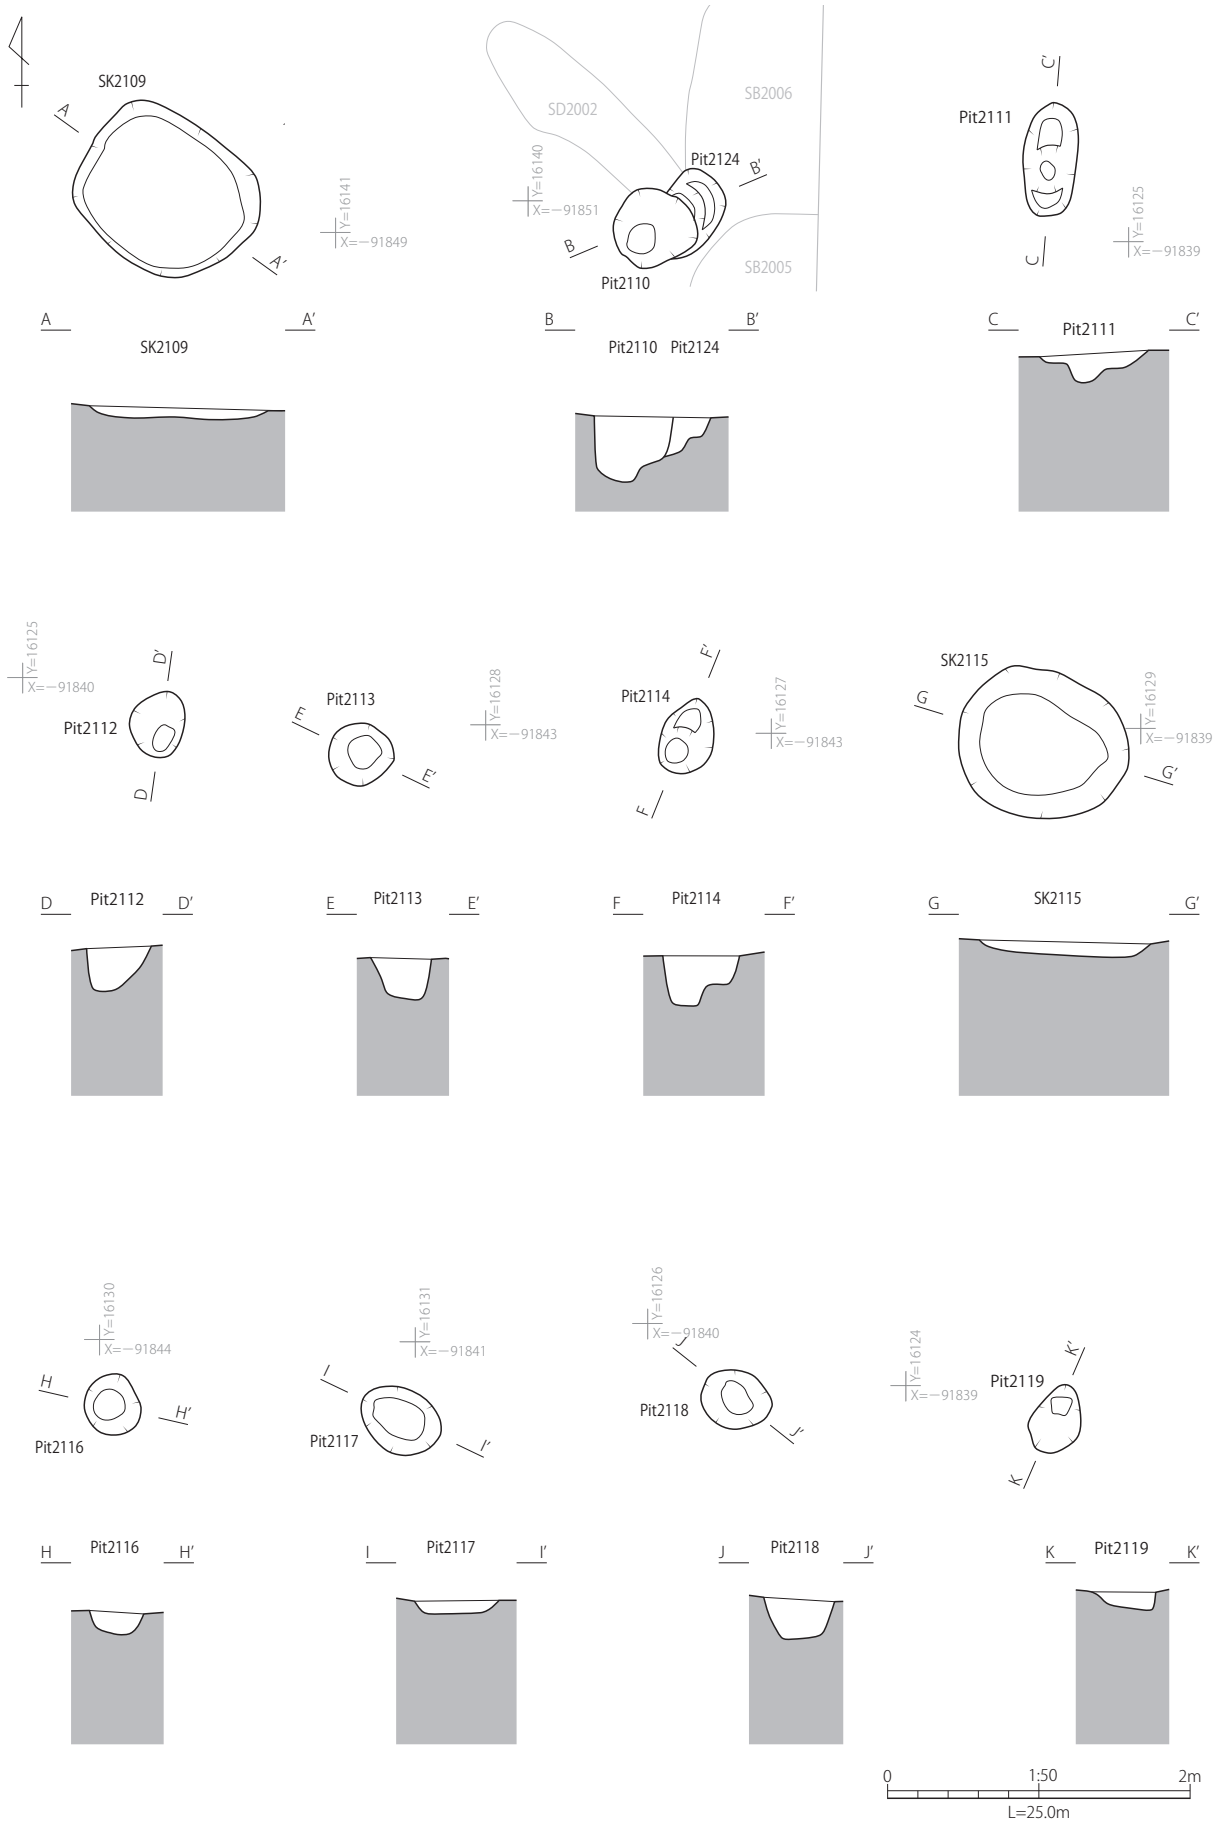 SK2109
A
A′
Y=16141
X=−91849
SD2002
SB2006
Pit2124
B′
Y=16140
X=−91851
B
Pit2110
SB2005
C′
Pit2111
Y=16125
X=−91839
C
A
A′
SK2109
B
B′
Pit2110 Pit2124
C
C′
Pit2111
Y=16125
X=−91840
D′
Pit2112
D
E
Pit2113
E′
Y=16128
X=−91843
F′
Pit2114
F
Y=16127
X=−91843
SK2115
G
Y=16129
X=−91839
G′
D
Pit2112
D′
E
Pit2113
E′
F
Pit2114
F′
G
SK2115
G′
Y=16130
X=−91844
H
H′
Pit2116
Y=16131
X=−91841
I
Pit2117
I′
Y=16126
X=−91840
J
Pit2118
J′
Y=16124
X=−91839
K′
Pit2119
K
H
Pit2116
H′
I
Pit2117
I′
J
Pit2118
J′
K
Pit2119
K′
0 1:50 2m
L=25.0m